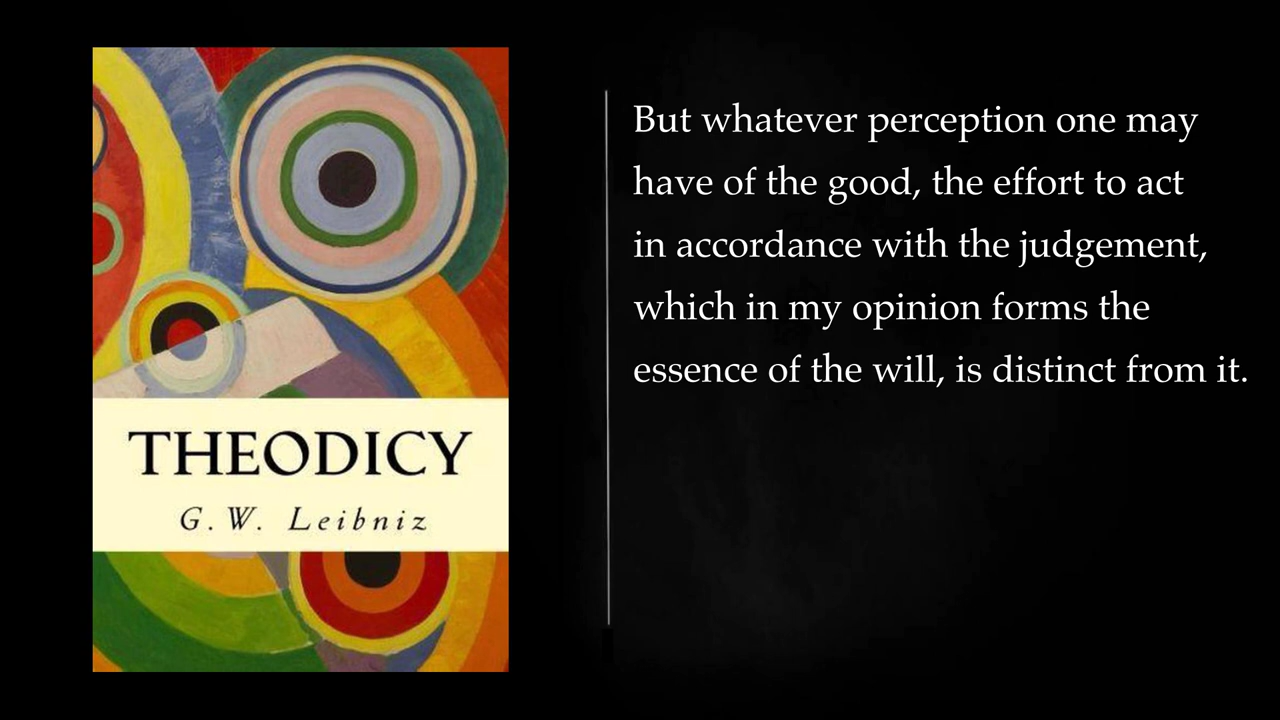 THEODICY
G. W. Leibniz
But whatever perception one may
have of the good, the effort to act
in accordance with the judgement,
which in my opinion forms the
essence of the will, is distinct from it.